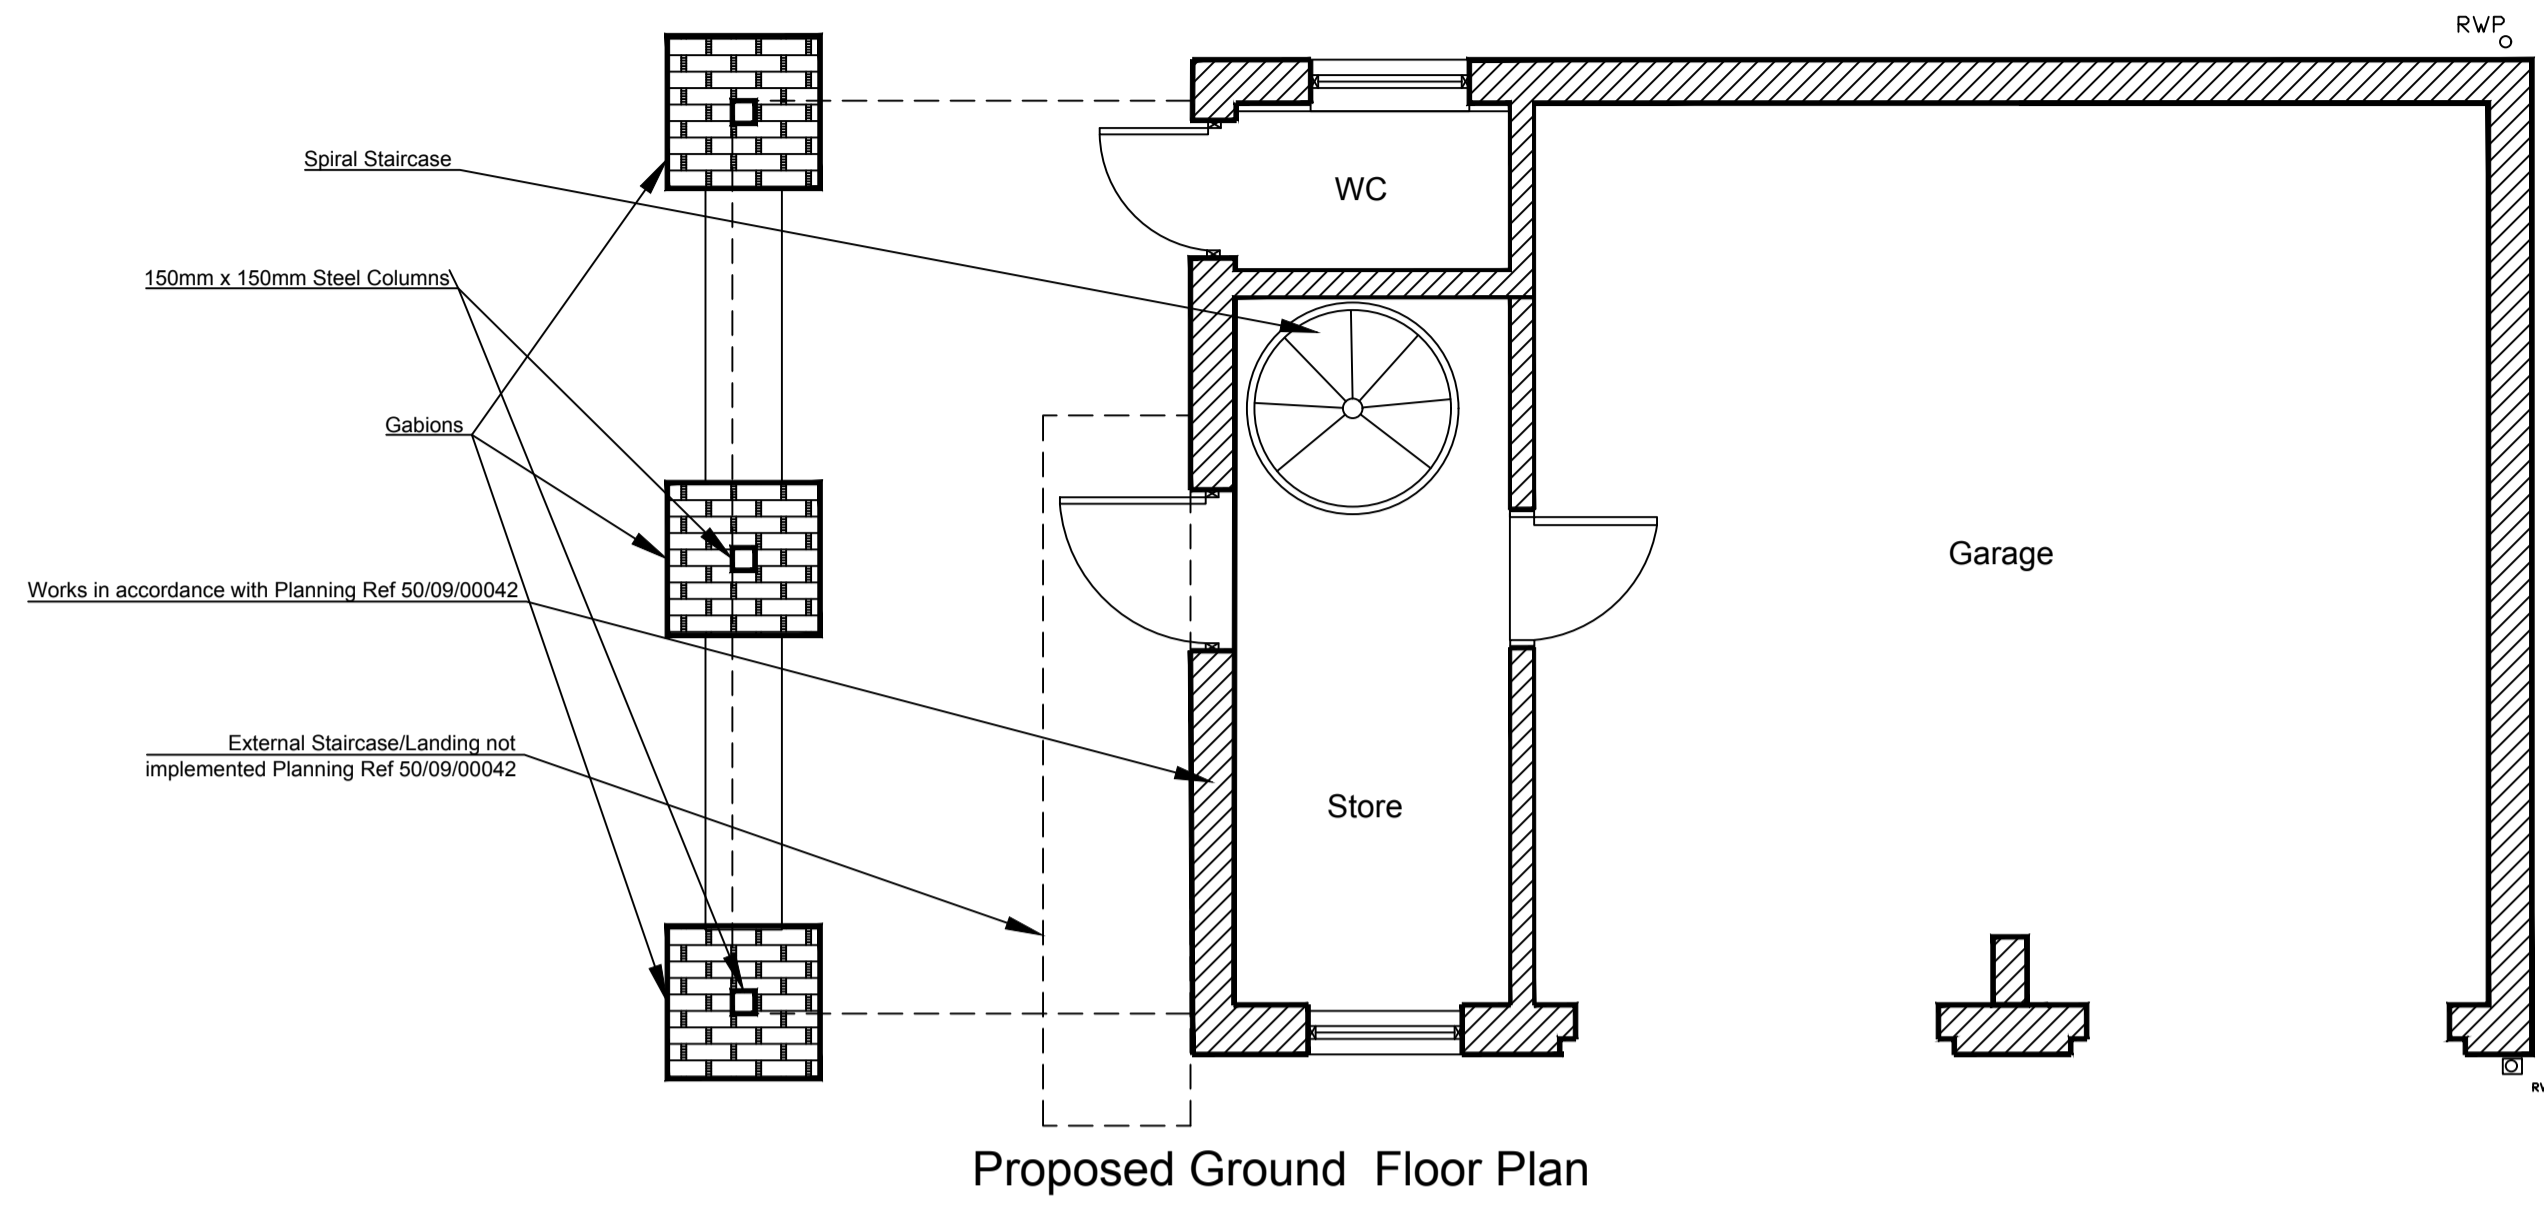 RWP
Spiral Staircase
WC
150mm x 150mm Steel Columns
Gabions
Garage
Works in accordance with Planning Ref 50/09/00042
External Staircase/Landing not
implemented Planning Ref 50/09/00042
Store
Proposed Ground Floor Plan